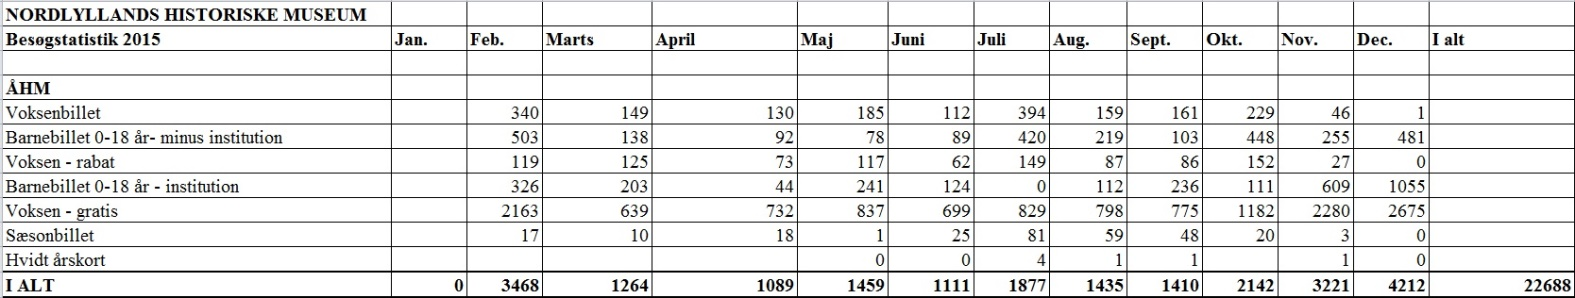 NORDLYLLANDS HISTORISKE MUSEUM
Besøgstatistik 2015 Jan. Feb. Marts April Maj Juni Juli Aug. Sept. Okt. Nov. Dec. I alt
ÅHM
Voksenbillet 340 149 130 185 112 394 159 161 229 46 1
Barnebillet 0-18 år- minus institution 503 138 92 78 89 420 219 103 448 255 481
Voksen - rabat 119 125 73 117 62 149 87 86 152 27 0
Barnebillet 0-18 år - institution 326 203 44 241 124 0 112 236 111 609 1055
Voksen - gratis 2163 639 732 837 699 829 798 775 1182 2280 2675
Sæsonbillet 17 10 18 1 25 81 59 48 20 3 0
Hvidt årskort 0 0 4 1 1 1 0
I ALT 0 3468 1264 1089 1459 1111 1877 1435 1410 2142 3221 4212 22688